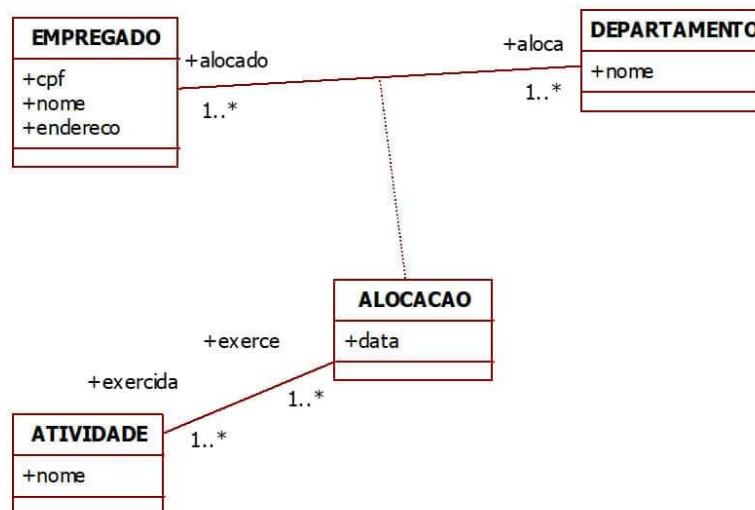 EMPREGADO
+cpf
+nome
+endereco
+alocado
1..*
+aloca
1..*
DEPARTAMENTO
+nome
ALOCACAO
+data
+exerce
1..*
+exercida
1..*
ATIVIDADE
+nome